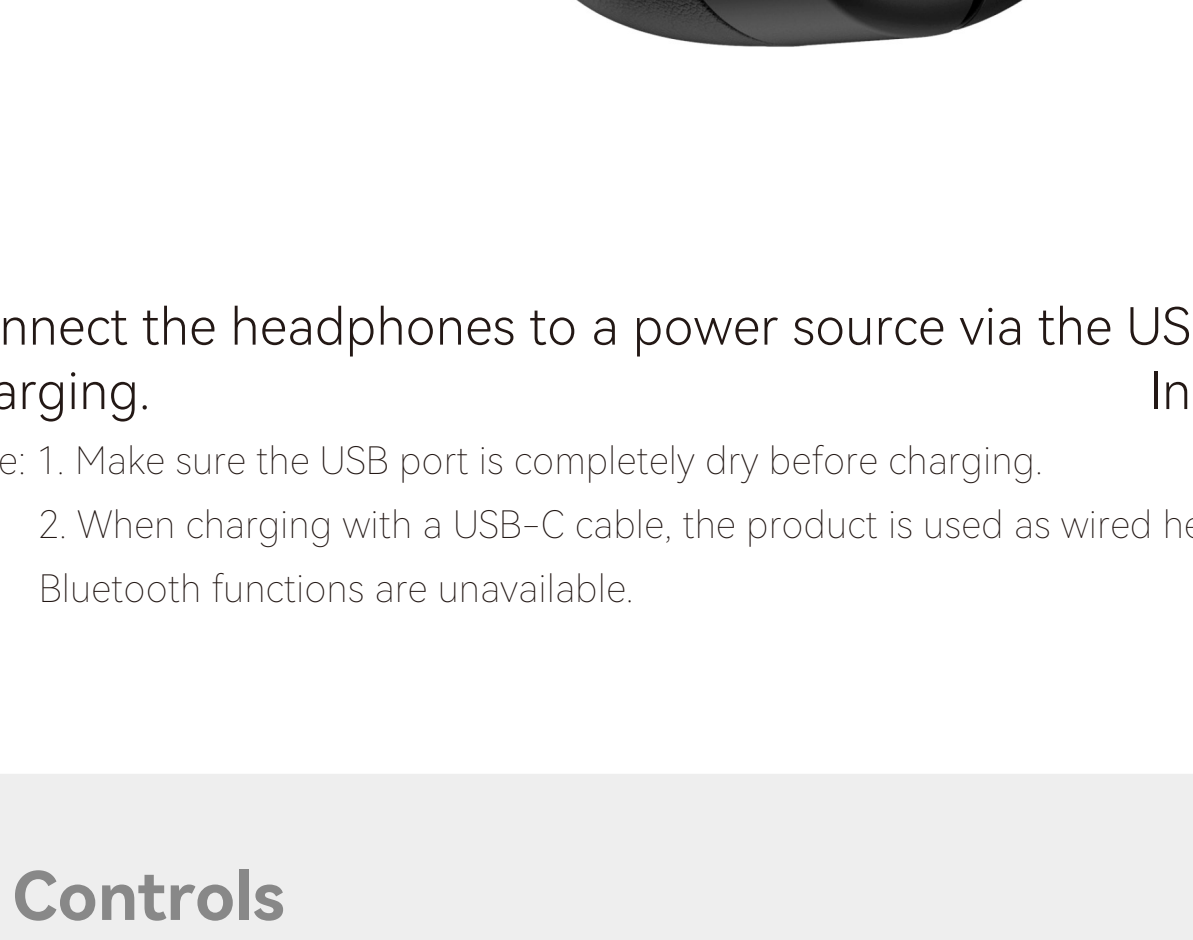 nnect the headphones to a power source via the US
arging. In
e: 1. Make sure the USB port is completely dry before charging.
2. When charging with a USB-C cable, the product is used as wired he
Bluetooth functions are unavailable.
Controls